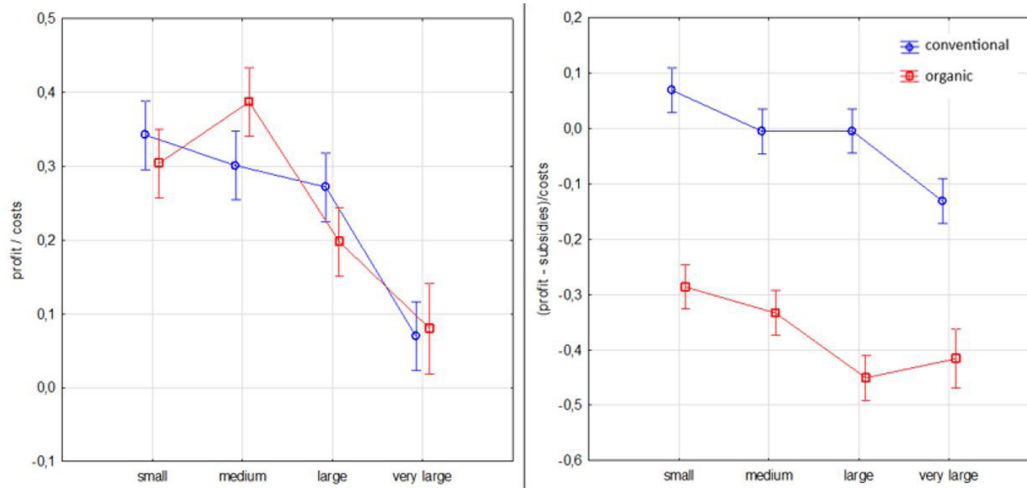 profit / costs
0,5
0,4
0,3
0,2
0,1
0,0
-0,1
small medium large very large
(profit - subsidies)/costs
0,2
0,1
0,0
-0,1
-0,2
-0,3
-0,4
-0,5
-0,6
small medium large very large
conventional
organic